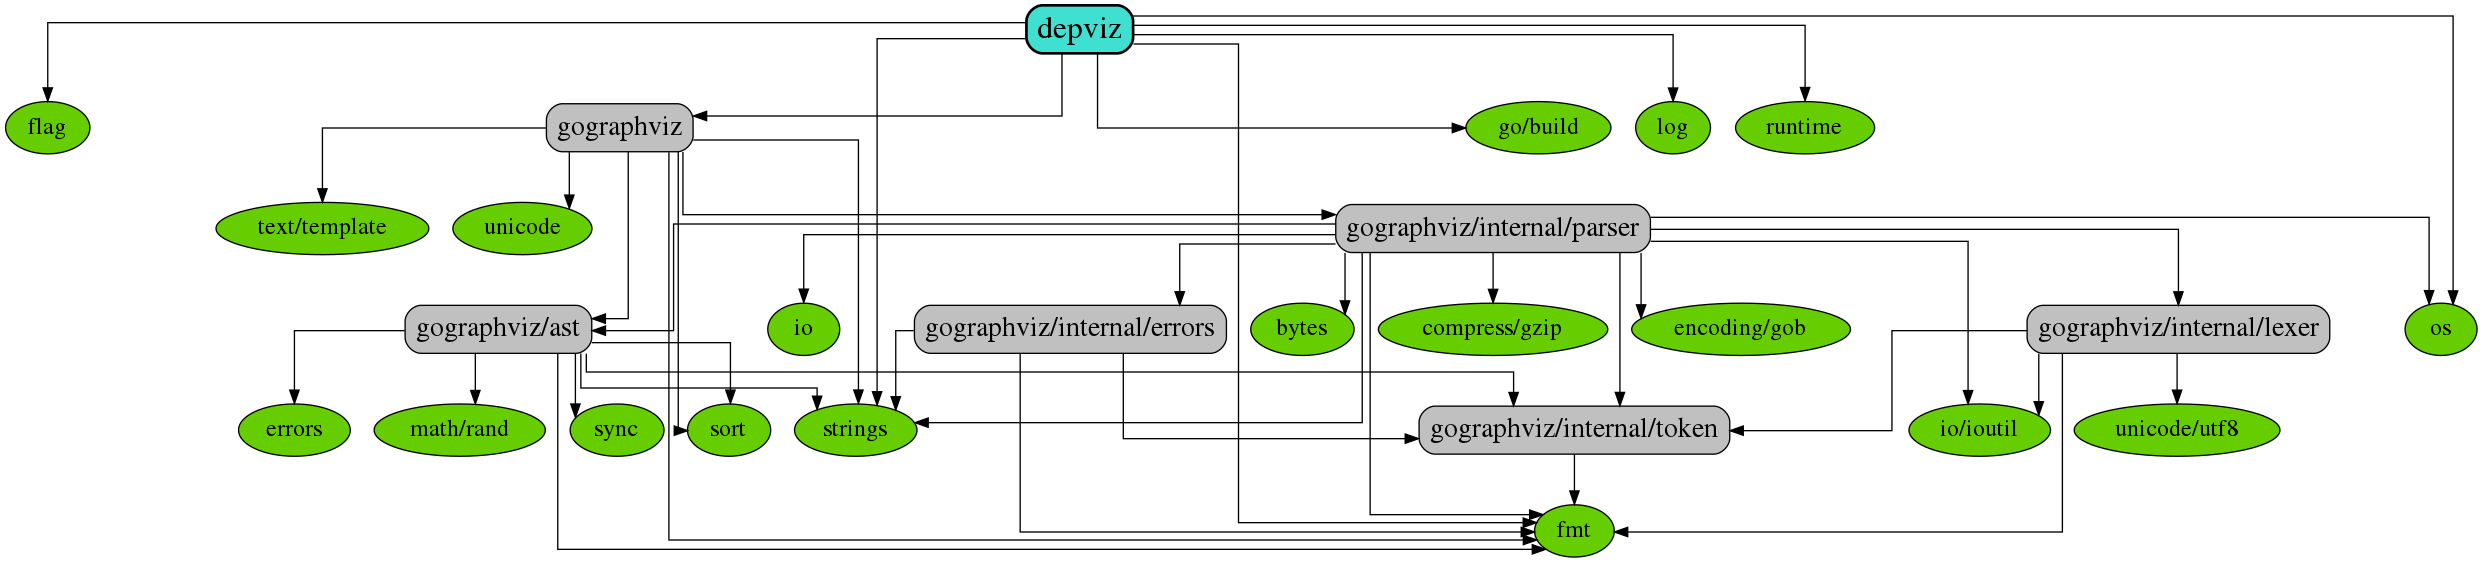 depviz
flag
gographviz
go/build
log
runtime
text/template
unicode
gographviz/internal/parser
gographviz/ast
io
gographviz/internal/errors
bytes
compress/gzip
encoding/gob
gographviz/internal/lexer
os
errors
math/rand
sync
sort
strings
gographviz/internal/token
io/ioutil
unicode/utf8
fmt